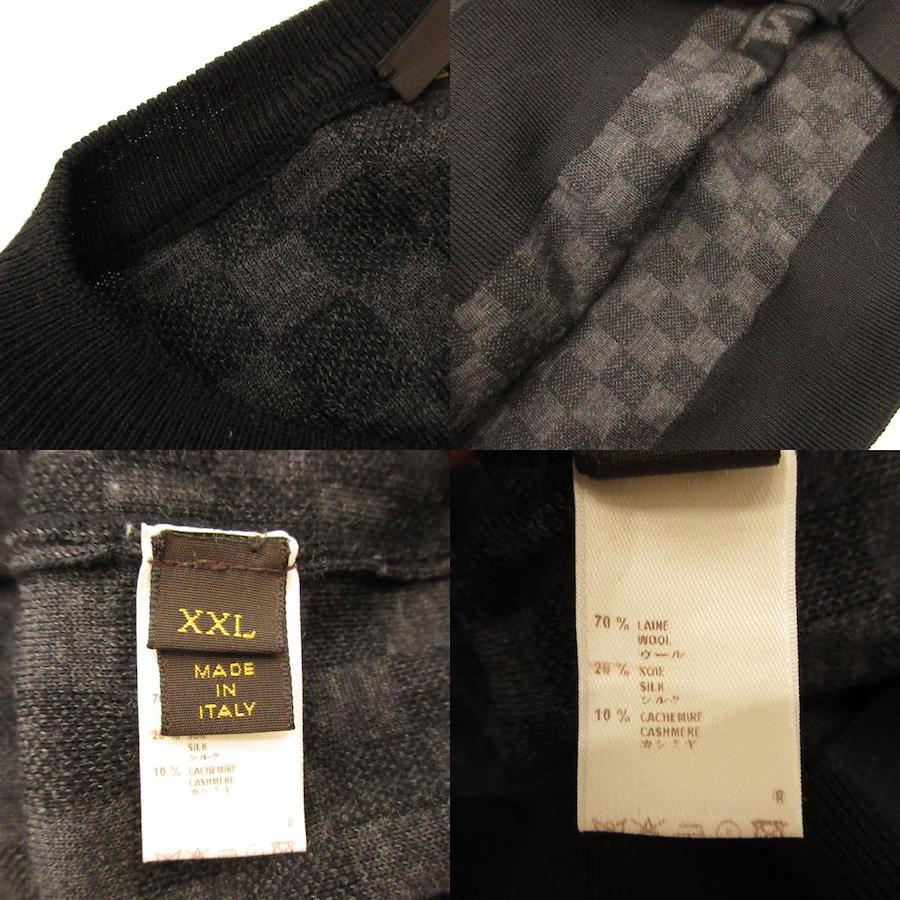 XXL
MADE
IN
ITALY
SILK
シルク
10 % CACHEMIRE
CASHMERE
カシミヤ
R
70 % LAINE
WOOL
ウール
20 % SOIE
SILK
シルク
10 % CACHEMIRE
CASHMERE
カシミヤ
®